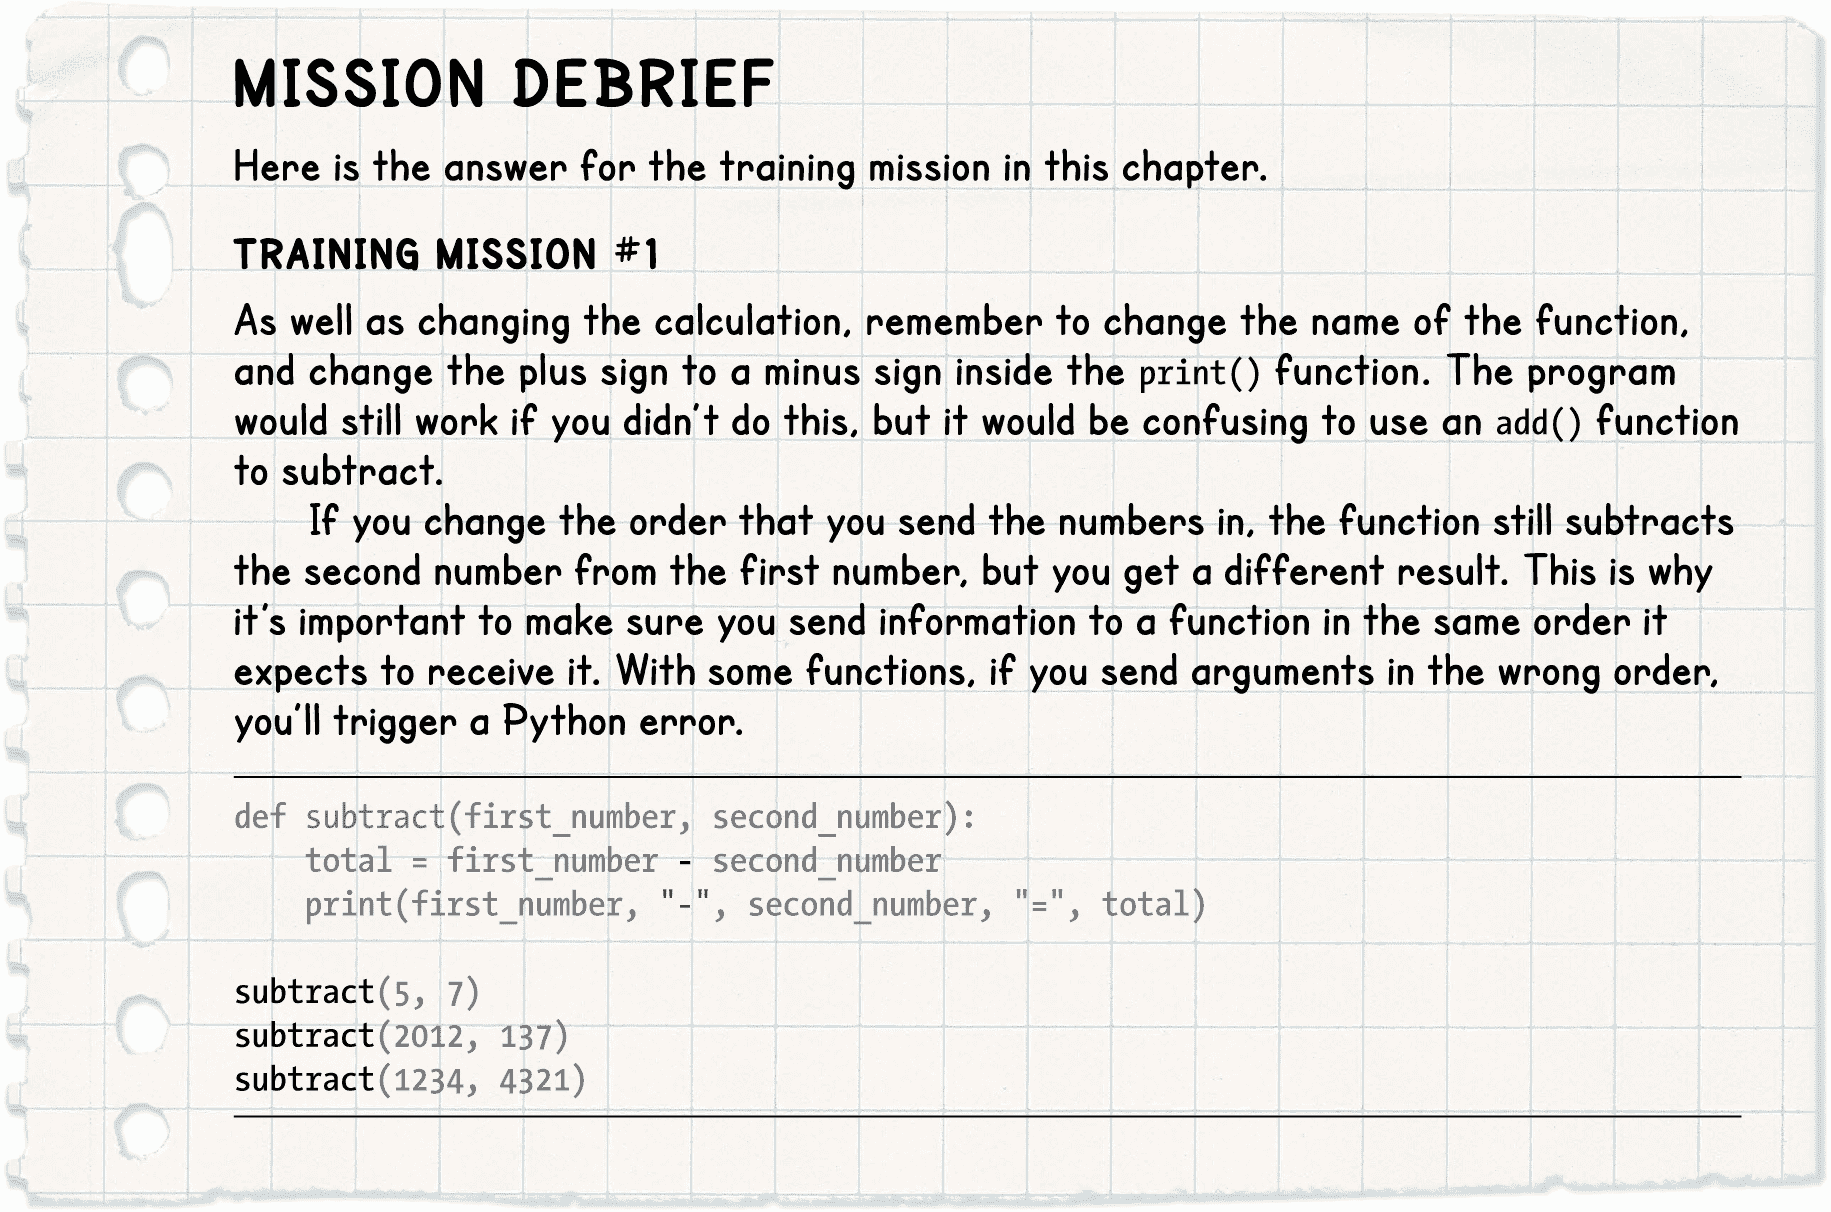 MISSION DEBRIEF
Here is the answer for the training mission in this chapter.
TRAINING MISSION #1
As well as changing the calculation, remember to change the name of the function,
and change the plus sign to a minus sign inside the print() function. The program
would still work if you didn't do this, but it would be confusing to use an add() function
to subtract.
If you change the order that you send the numbers in, the function still subtracts
the second number from the first number, but you get a different result. This is why
it's important to make sure you send information to a function in the same order it
expects to receive it. With some functions, if you send arguments in the wrong order,
you'll trigger a Python error.
def subtract(first_number, second_number):
    total = first_number - second_number
    print(first_number, "-", second_number, "=", total)
subtract(5, 7)
subtract(2012, 137)
subtract(1234, 4321)